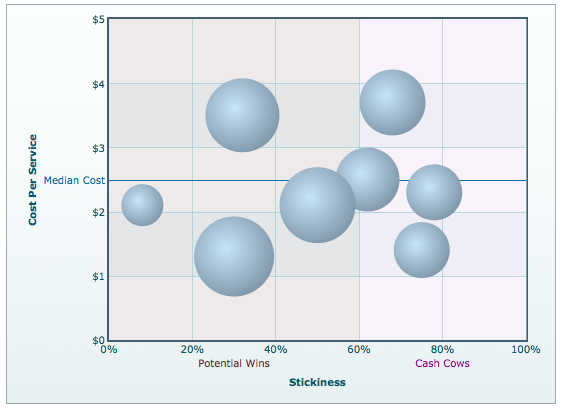 $5
$4
$3
Median Cost
$2
$1
$0
Cost Per Service
0% 20% 40% 60% 80% 100%
Potential Wins Cash Cows
Stickiness